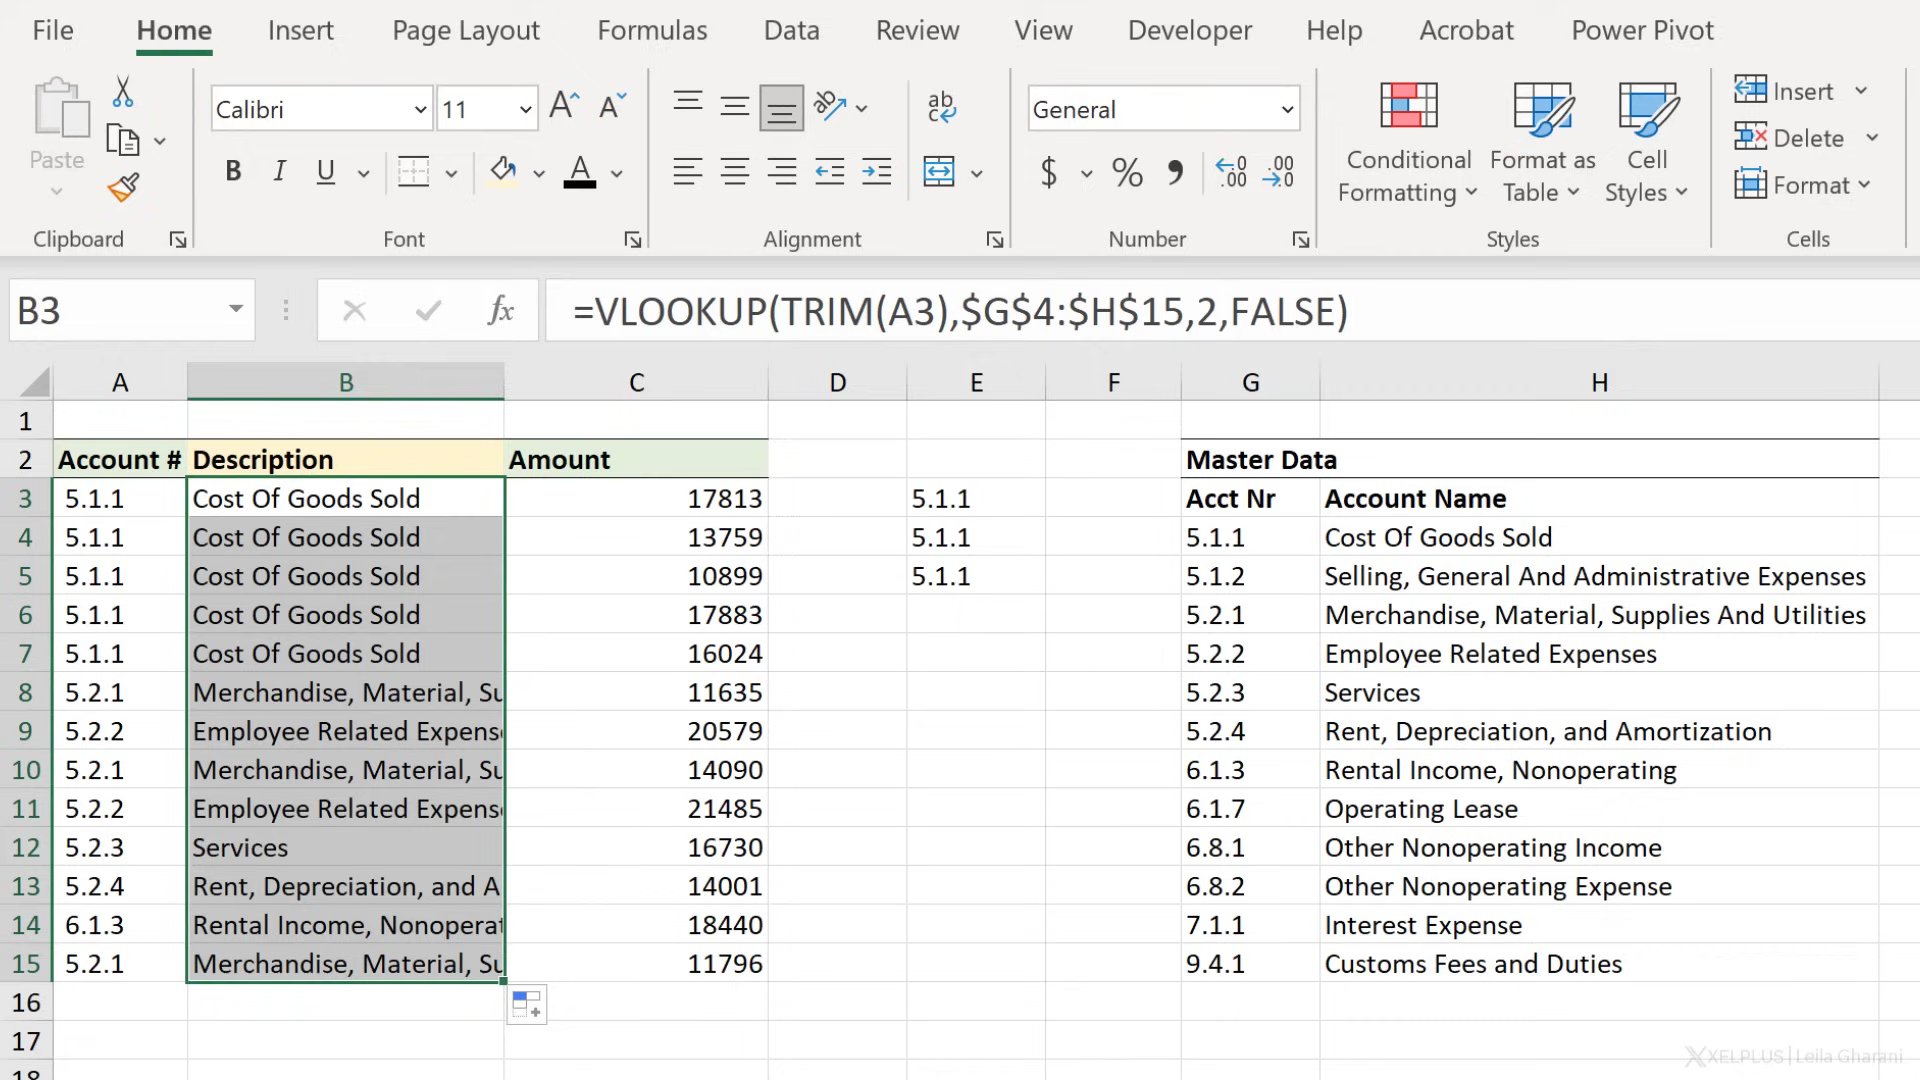 File Home Insert Page Layout Formulas Data Review View Developer Help Acrobat Power Pivot
Paste
Calibri 11 A A
ab
General
Conditional Formatting
Format as Table
Cell Styles
Insert
Delete
Format
B I U A
ab c
$ % , .00 .00
Clipboard Font Alignment Number Styles Cells
B3 fx =VLOOKUP(TRIM(A3),$G$4:$H$15,2,FALSE)
A B C D E F G H
1
2 Account # Description Amount Master Data
3 5.1.1 Cost Of Goods Sold 17813 5.1.1 Acct Nr Account Name
4 5.1.1 Cost Of Goods Sold 13759 5.1.1 5.1.1 Cost Of Goods Sold
5 5.1.1 Cost Of Goods Sold 10899 5.1.1 5.1.2 Selling, General And Administrative Expenses
6 5.1.1 Cost Of Goods Sold 17883 5.2.1 Merchandise, Material, Supplies And Utilities
7 5.1.1 Cost Of Goods Sold 16024 5.2.2 Employee Related Expenses
8 5.2.1 Merchandise, Material, Su 11635 5.2.3 Services
9 5.2.2 Employee Related Expens 20579 5.2.4 Rent, Depreciation, and Amortization
10 5.2.1 Merchandise, Material, Su 14090 6.1.3 Rental Income, Nonoperating
11 5.2.2 Employee Related Expens 21485 6.1.7 Operating Lease
12 5.2.3 Services 16730 6.8.1 Other Nonoperating Income
13 5.2.4 Rent, Depreciation, and A 14001 6.8.2 Other Nonoperating Expense
14 6.1.3 Rental Income, Nonoperat 18440 7.1.1 Interest Expense
15 5.2.1 Merchandise, Material, Su 11796 9.4.1 Customs Fees and Duties
16
17
18
XELPLUS | Leila Gharani